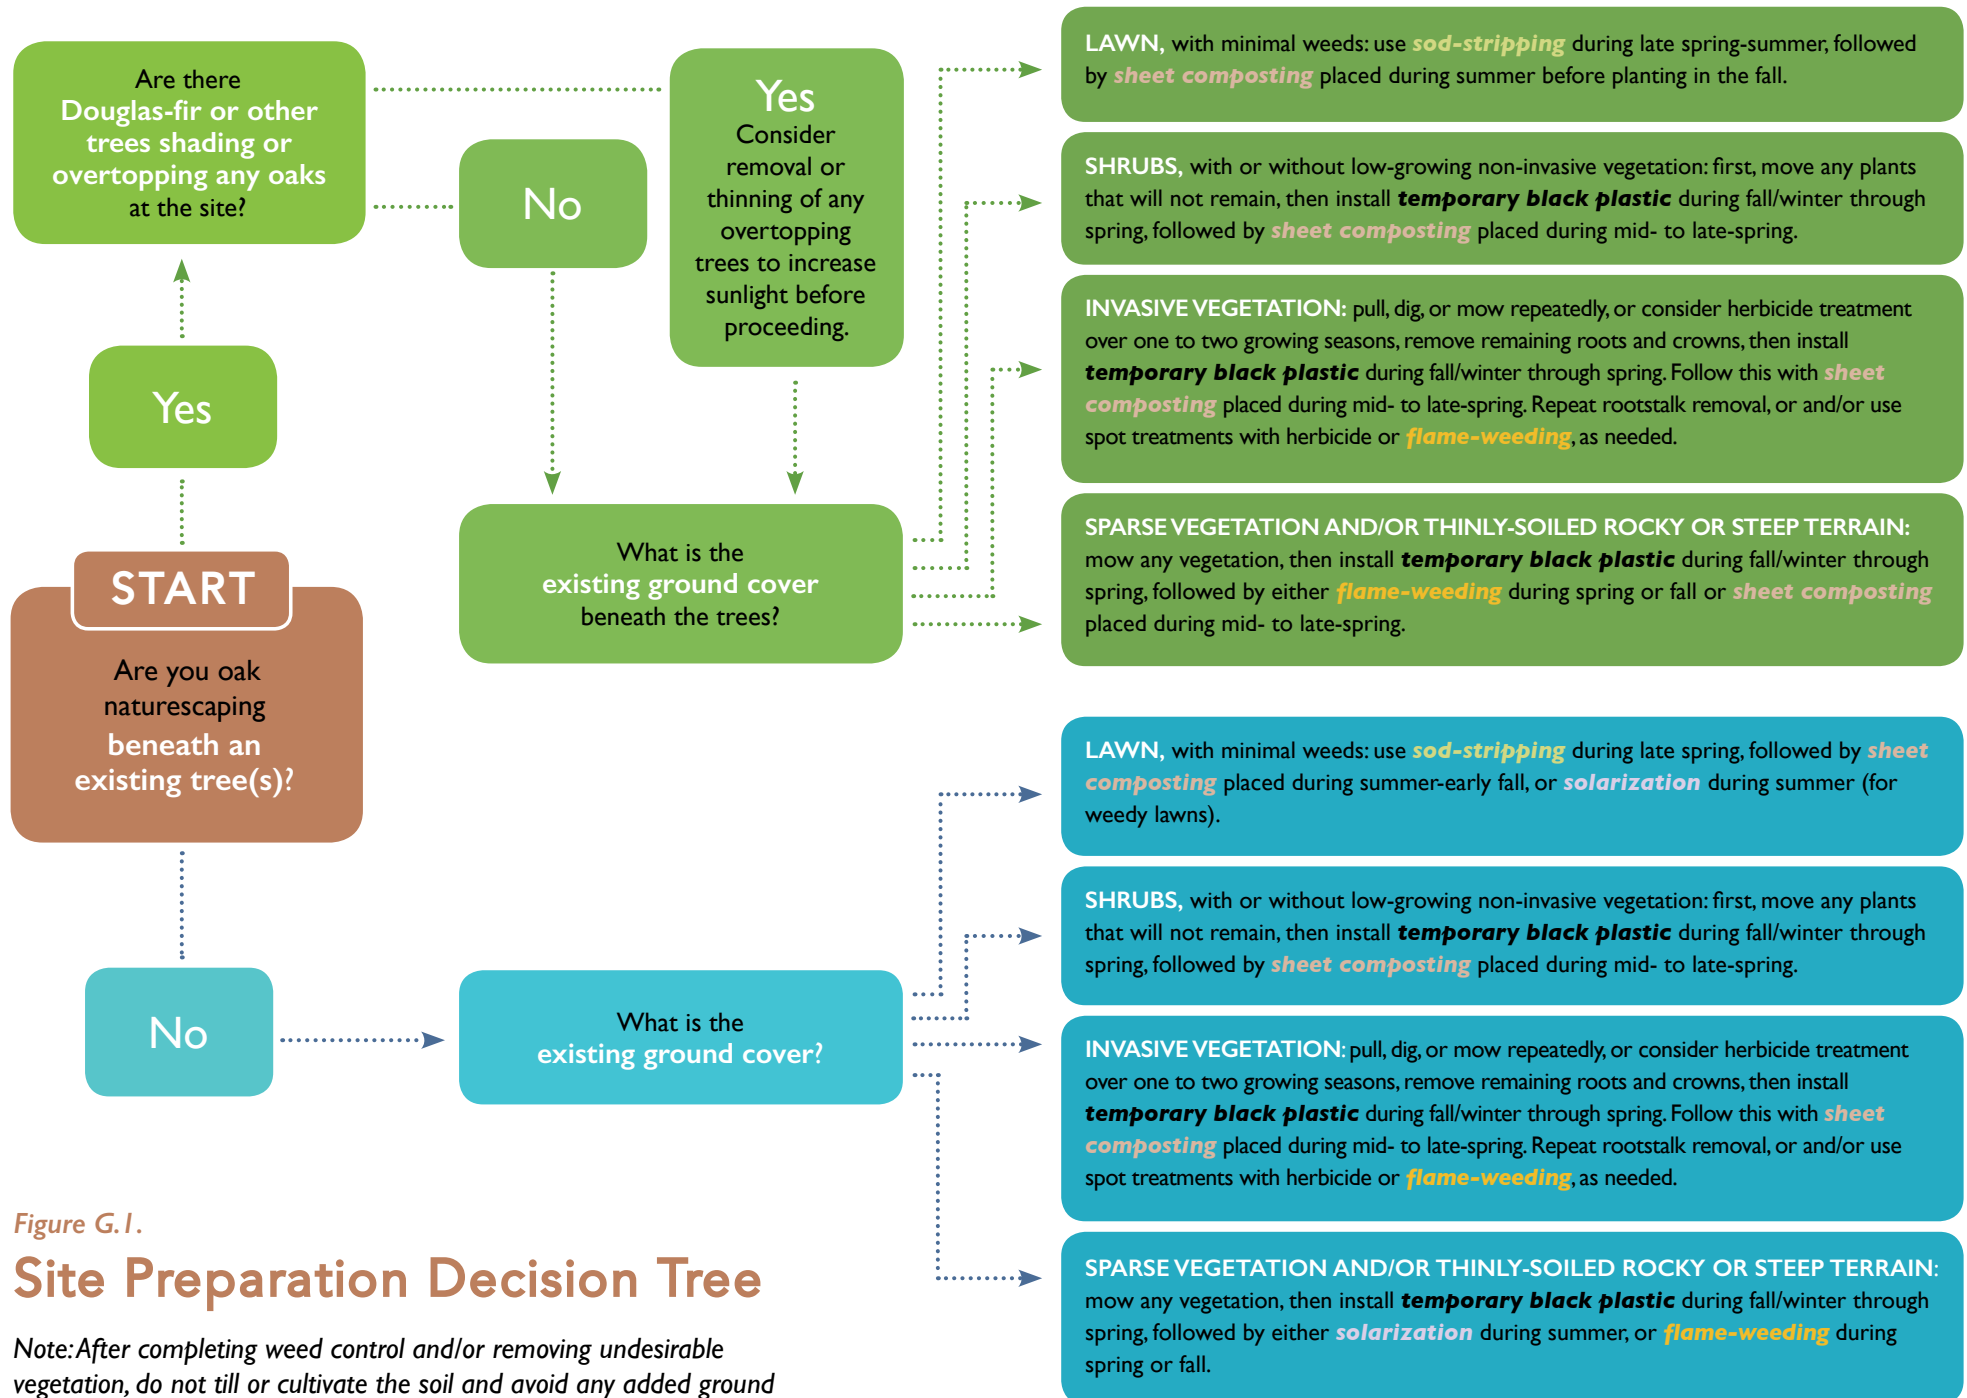 START
Are you oak
naturescaping
beneath an
existing tree(s)?
Yes
Are there
Douglas-fir or other
trees shading or
overtopping any oaks
at the site?
No
Yes
Consider
removal or
thinning of any
overtopping
trees to increase
sunlight before
proceeding.
What is the
existing ground cover
beneath the trees?
LAWN, with minimal weeds: use sod-stripping during late spring-summer, followed
by sheet composting placed during summer before planting in the fall.
SHRUBS, with or without low-growing non-invasive vegetation: first, move any plants
that will not remain, then install temporary black plastic during fall/winter through
spring, followed by sheet composting placed during mid- to late-spring.
INVASIVE VEGETATION: pull, dig, or mow repeatedly, or consider herbicide treatment
over one to two growing seasons, remove remaining roots and crowns, then install
temporary black plastic during fall/winter through spring. Follow this with sheet
composting placed during mid- to late-spring. Repeat rootstalk removal, or and/or use
spot treatments with herbicide or flame-weeding, as needed.
SPARSE VEGETATION AND/OR THINLY-SOILED ROCKY OR STEEP TERRAIN:
mow any vegetation, then install temporary black plastic during fall/winter through
spring, followed by either flame-weeding during spring or fall or sheet composting
placed during mid- to late-spring.
No
What is the
existing ground cover?
LAWN, with minimal weeds: use sod-stripping during late spring, followed by sheet
composting placed during summer-early fall, or solarization during summer (for
weedy lawns).
SHRUBS, with or without low-growing non-invasive vegetation: first, move any plants
that will not remain, then install temporary black plastic during fall/winter through
spring, followed by sheet composting placed during mid- to late-spring.
INVASIVE VEGETATION: pull, dig, or mow repeatedly, or consider herbicide treatment
over one to two growing seasons, remove remaining roots and crowns, then install
temporary black plastic during fall/winter through spring. Follow this with sheet
composting placed during mid- to late-spring. Repeat rootstalk removal, or and/or use
spot treatments with herbicide or flame-weeding, as needed.
SPARSE VEGETATION AND/OR THINLY-SOILED ROCKY OR STEEP TERRAIN:
mow any vegetation, then install temporary black plastic during fall/winter through
spring, followed by either solarization during summer, or flame-weeding during
spring or fall.
Figure G.1.
Site Preparation Decision Tree
Note: After completing weed control and/or removing undesirable
vegetation, do not till or cultivate the soil and avoid any added ground